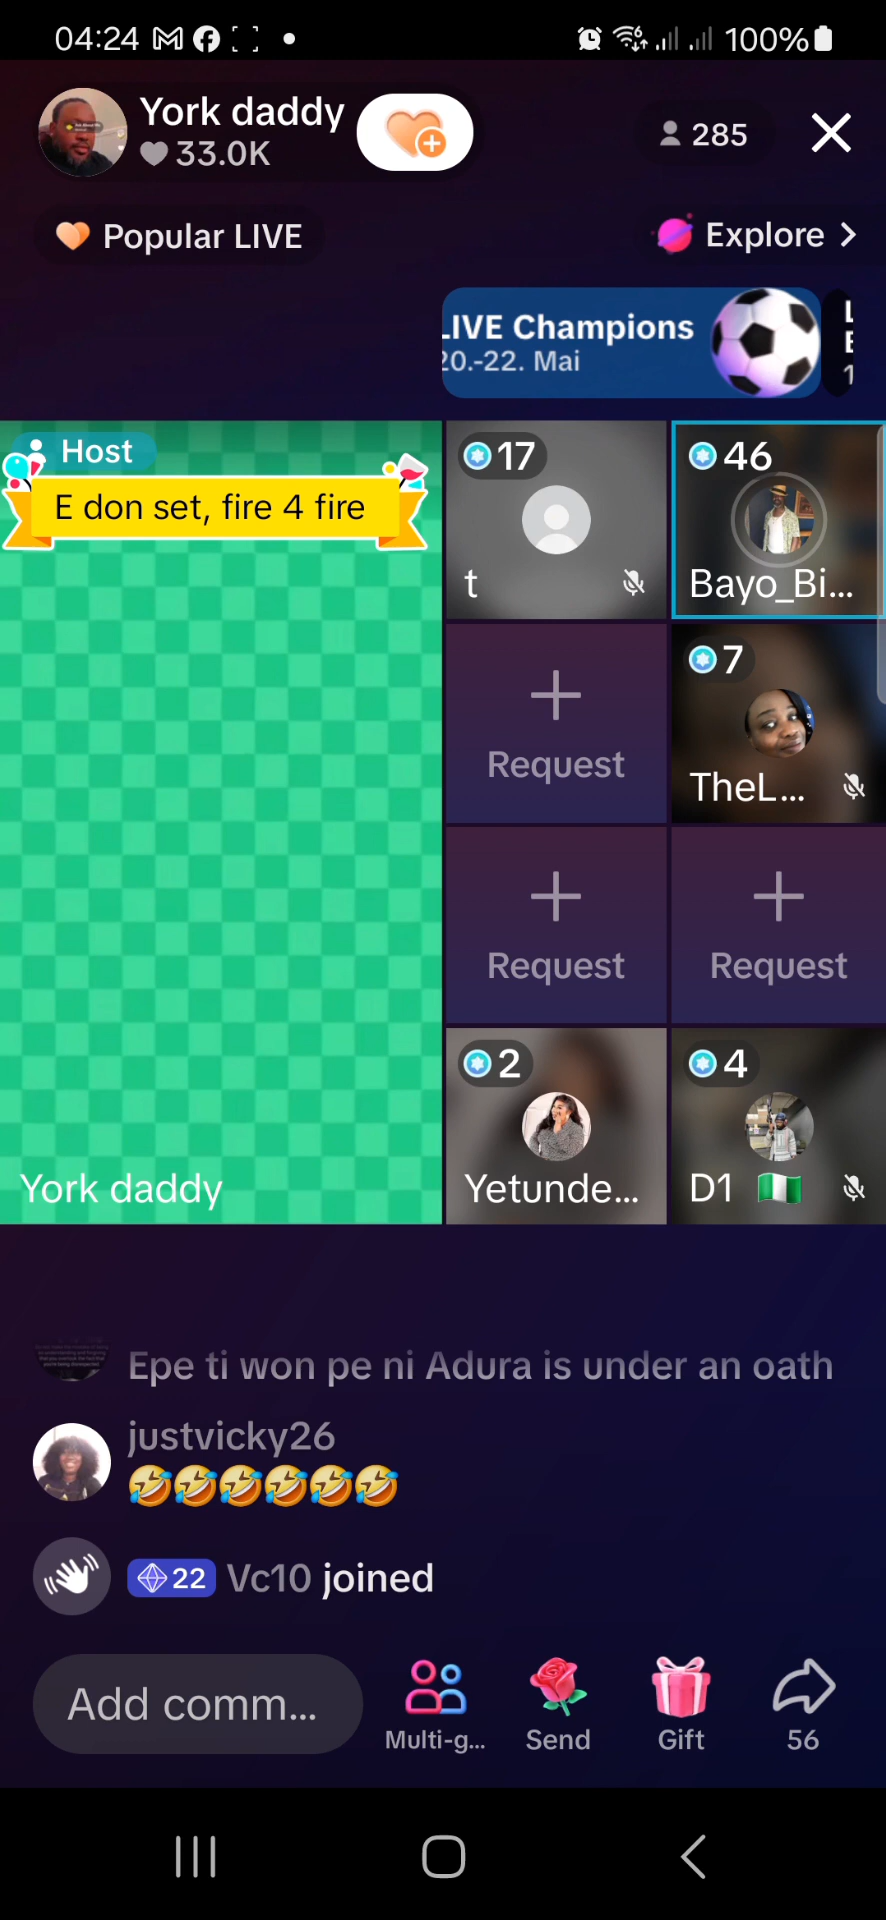 04:24
100%
York daddy
33.0K
285
Popular LIVE
Explore
LIVE Champions
20.-22. Mai
Host
E don set, fire 4 fire
York daddy
17
t
46
Bayo_Bi...
Request
7
TheL...
Request
Request
2
Yetunde...
4
D1
Epe ti won pe ni Adura is under an oath
justvicky26
22 Vc10 joined
Add comm...
Multi-g...
Send
Gift
56